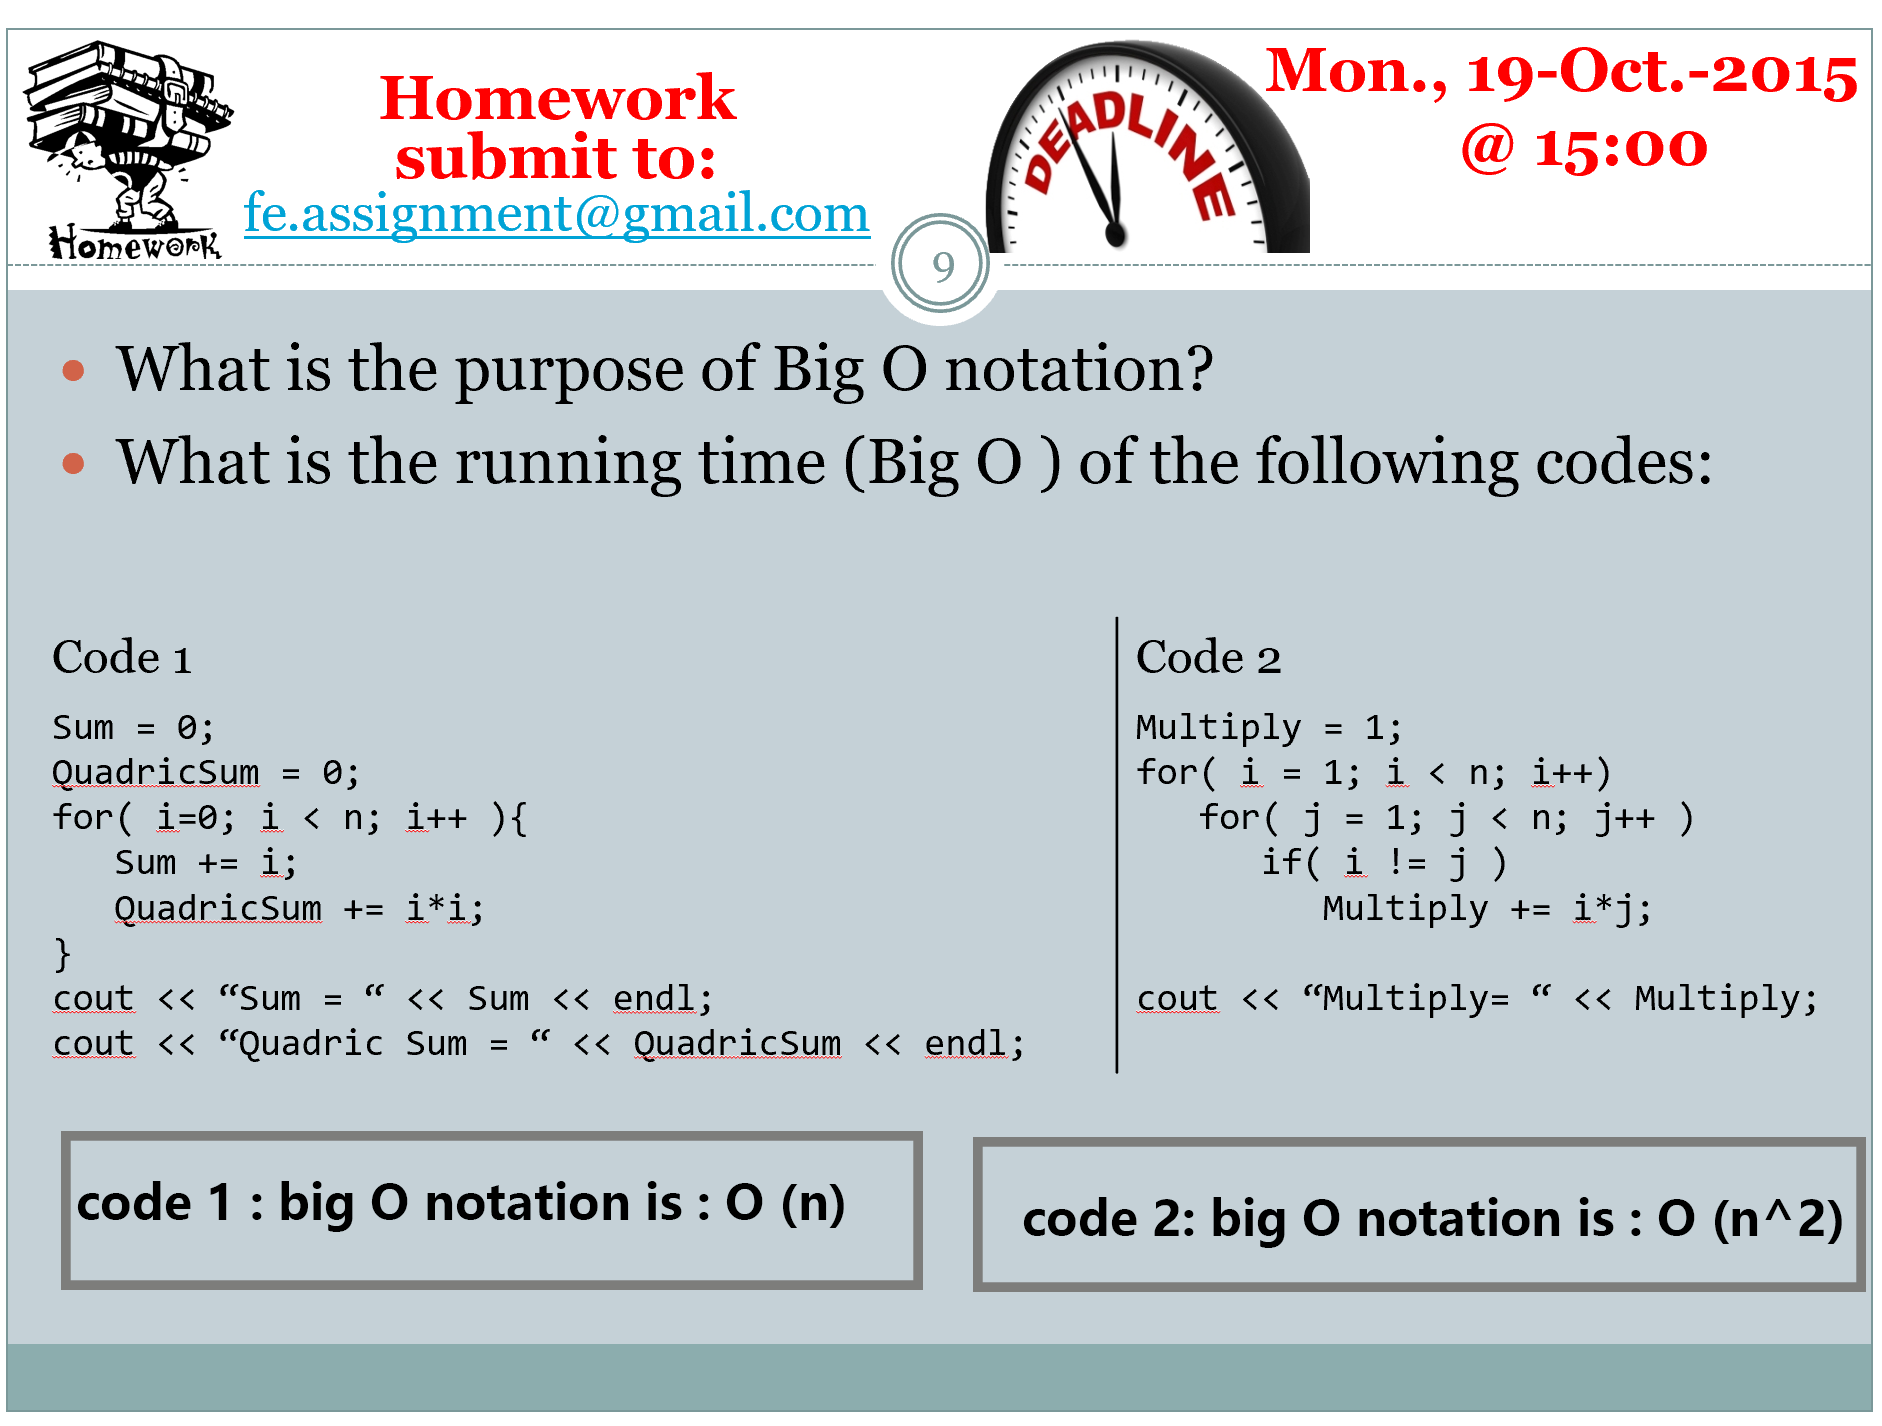 Homework
submit to:
fe.assignment@gmail.com
Homework
DEADLINE
Mon., 19-Oct.-2015
@ 15:00
9
• What is the purpose of Big O notation?
• What is the running time (Big O ) of the following codes:
Code 1
Sum = 0;
QuadricSum = 0;
for( i=0; i < n; i++ ){
   Sum += i;
   QuadricSum += i*i;
}
cout << “Sum = “ << Sum << endl;
cout << “Quadric Sum = “ << QuadricSum << endl;
Code 2
Multiply = 1;
for( i = 1; i < n; i++)
   for( j = 1; j < n; j++ )
      if( i != j )
         Multiply += i*j;
cout << “Multiply= “ << Multiply;
code 1 : big O notation is : O (n)
code 2: big O notation is : O (n^2)